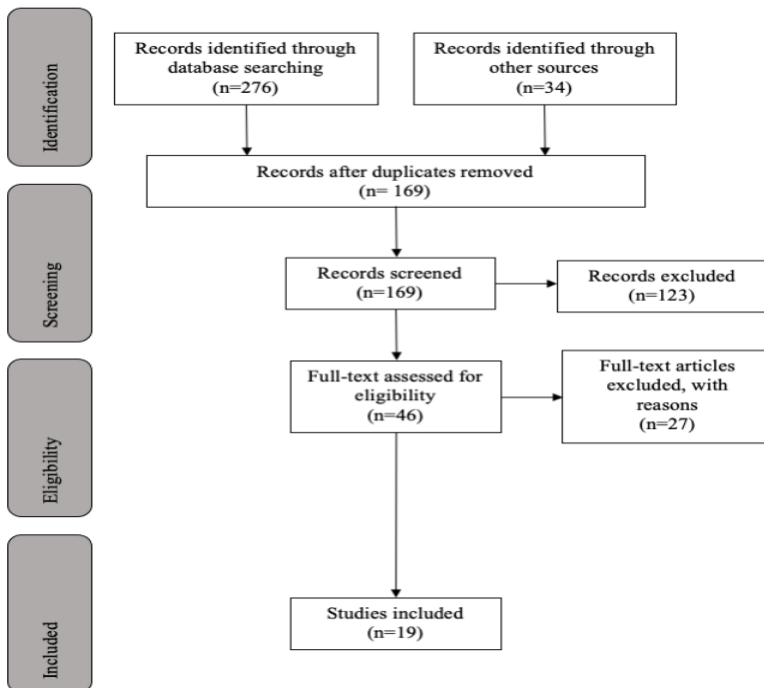 Identification
Records identified through
database searching
(n=276)
Records identified through
other sources
(n=34)
Records after duplicates removed
(n= 169)
Screening
Records screened
(n=169)
Records excluded
(n=123)
Eligibility
Full-text assessed for
eligibility
(n=46)
Full-text articles
excluded, with
reasons
(n=27)
Included
Studies included
(n=19)